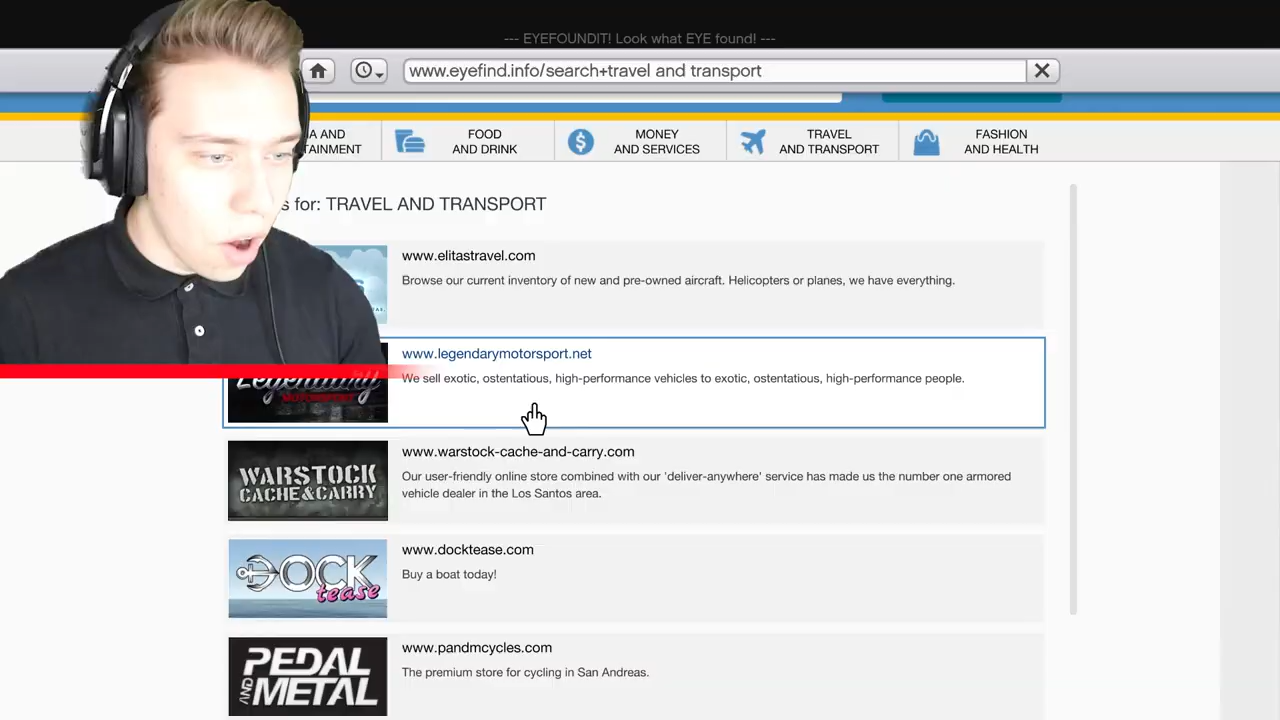 --- EYEFOUNDIT! Look what EYE found! ---
www.eyefind.info/search+travel and transport
FOOD
AND DRINK
MONEY
AND SERVICES
TRAVEL
AND TRANSPORT
FASHION
AND HEALTH
for: TRAVEL AND TRANSPORT
www.elitastravel.com
Browse our current inventory of new and pre-owned aircraft. Helicopters or planes, we have everything.
www.legendarymotorsport.net
We sell exotic, ostentatious, high-performance vehicles to exotic, ostentatious, high-performance people.
Legendary
MOTORSPORT
www.warstock-cache-and-carry.com
WARSTOCK
CACHE&CARRY
Our user-friendly online store combined with our 'deliver-anywhere' service has made us the number one armored
vehicle dealer in the Los Santos area.
www.docktease.com
DOCK
tease
Buy a boat today!
www.pandmcycles.com
PEDAL
AND METAL
The premium store for cycling in San Andreas.